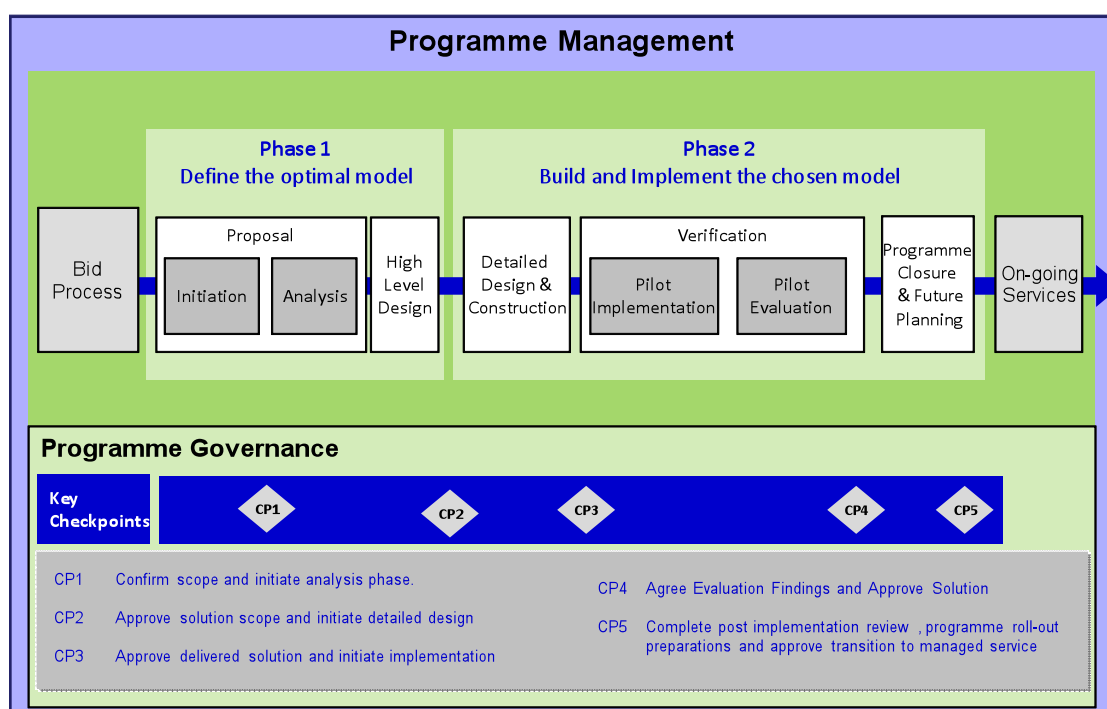 Programme Management
Phase 1
Define the optimal model
Phase 2
Build and Implement the chosen model
Bid
Process
Proposal
Initiation
Analysis
High
Level
Design
Detailed
Design &
Construction
Verification
Pilot
Implementation
Pilot
Evaluation
Programme
Closure
& Future
Planning
On-going
Services
Programme Governance
Key
Checkpoints
CP1
CP2
CP3
CP4
CP5
CP1 Confirm scope and initiate analysis phase.
CP2 Approve solution scope and initiate detailed design
CP3 Approve delivered solution and initiate implementation
CP4 Agree Evaluation Findings and Approve Solution
CP5 Complete post implementation review , programme roll-out
preparations and approve transition to managed service